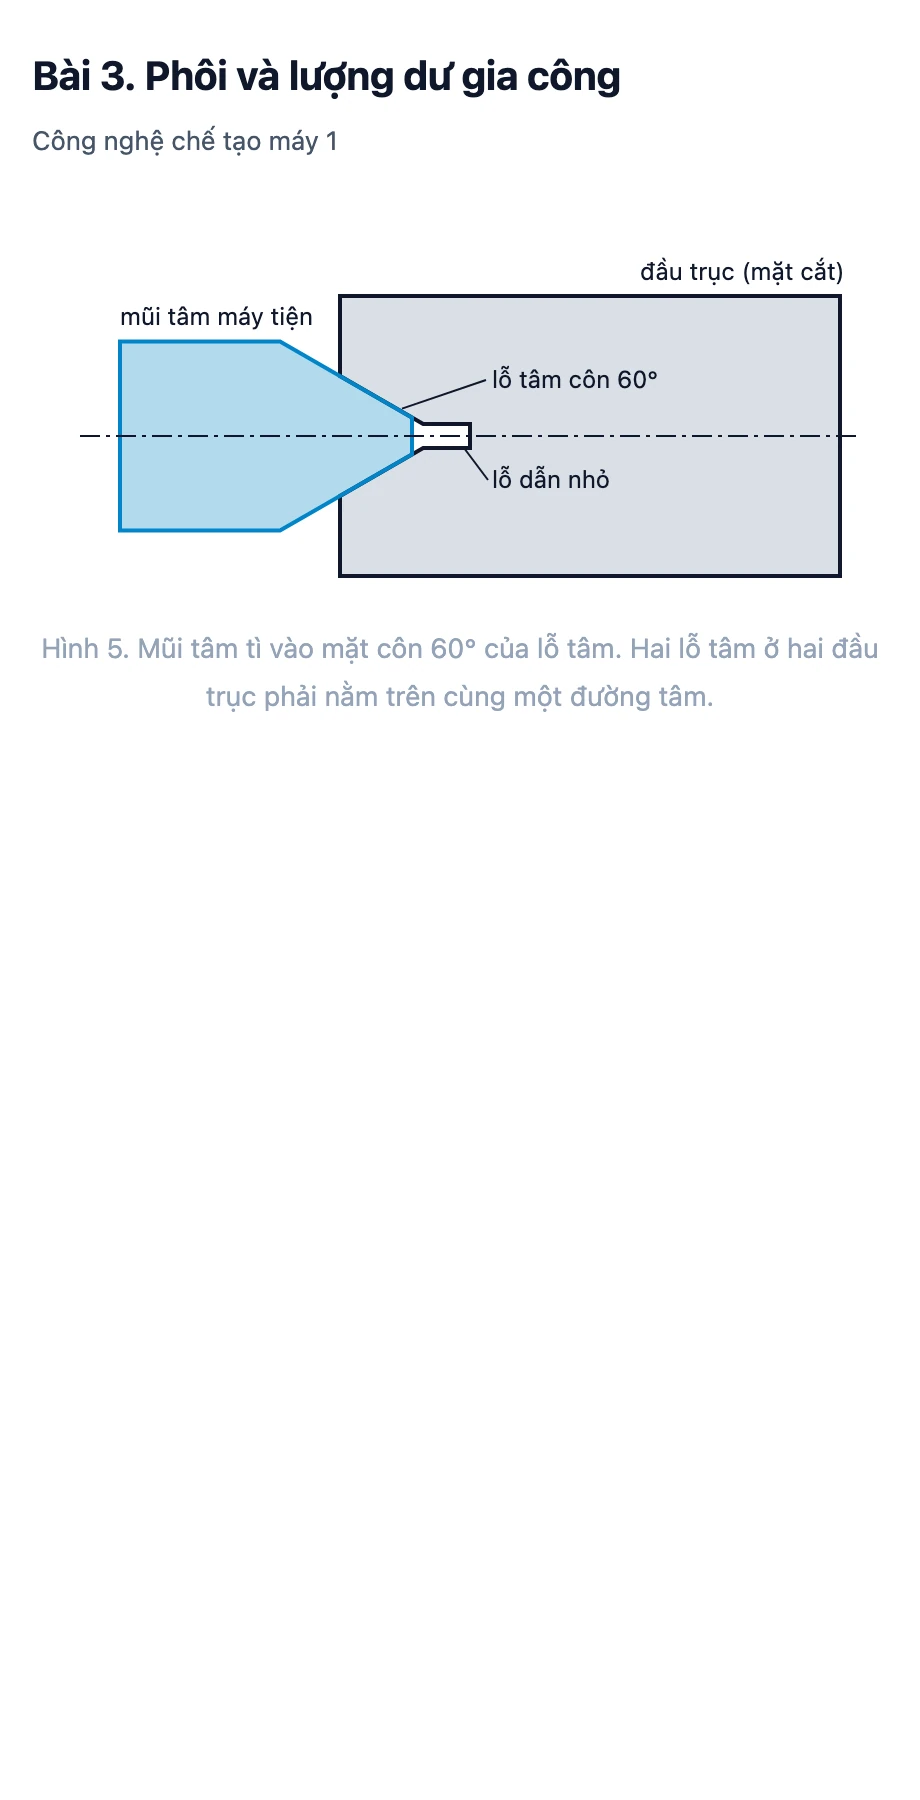 Bài 3. Phôi và lượng dư gia công
Công nghệ chế tạo máy 1
đầu trục (mặt cắt)
mũi tâm máy tiện
lỗ tâm côn 60°
lỗ dẫn nhỏ
Hình 5. Mũi tâm tì vào mặt côn 60° của lỗ tâm. Hai lỗ tâm ở hai đầu
trục phải nằm trên cùng một đường tâm.